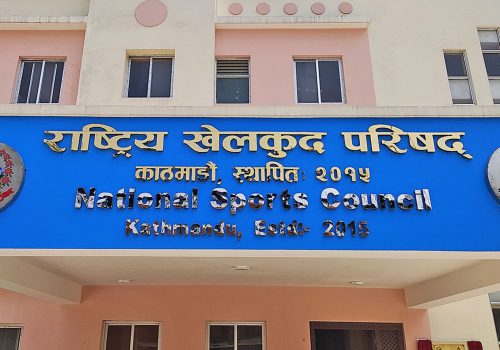 राष्ट्रिय खेलकुद परिषद्
काठमाडौं, स्थापित: २०१५
National Sports Council
Kathmandu, Estd:- 2015